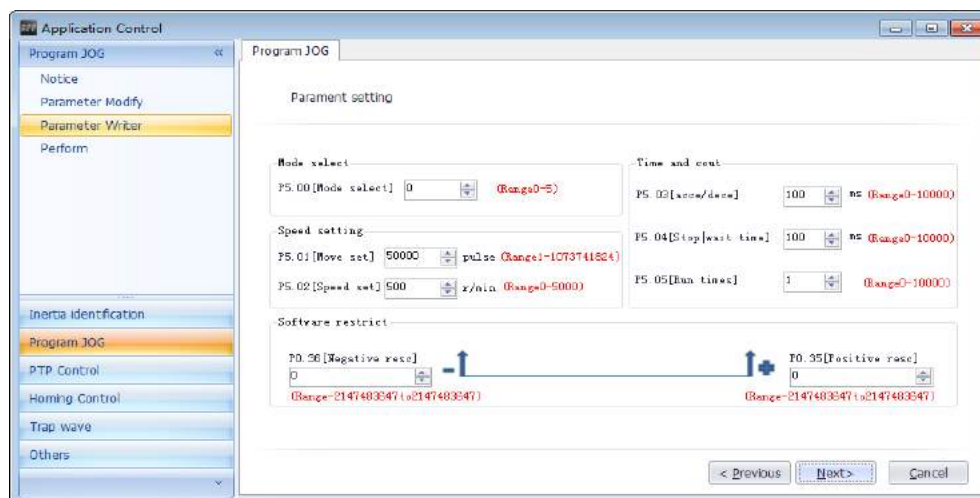 Application Control
Program JOG
Notice
Parameter Modify
Parameter Writer
Perform
Inertia Identification
Program JOG
PTP Control
Homing Control
Trap wave
Others
Program JOG
Parament setting
Mode select
P5.00[Mode select] 0 (Range0-5)
Speed setting
P5.01[Move set] 50000 pulse (Range1-1073741824)
P5.02[Speed set] 500 r/min (Range0-5000)
Time and cout
P5.03[acce/dece] 100 ms (Range0-10000)
P5.04[Stop|wait time] 100 ms (Range0-10000)
P5.05[Run times] 1 (Range0-10000)
Software restrict
P0.36[Negative resc]
0
(Range-2147483647to2147483647)
- +
P0.35[Positive resc]
0
(Range-2147483647to2147483647)
< Previous Next> Cancel